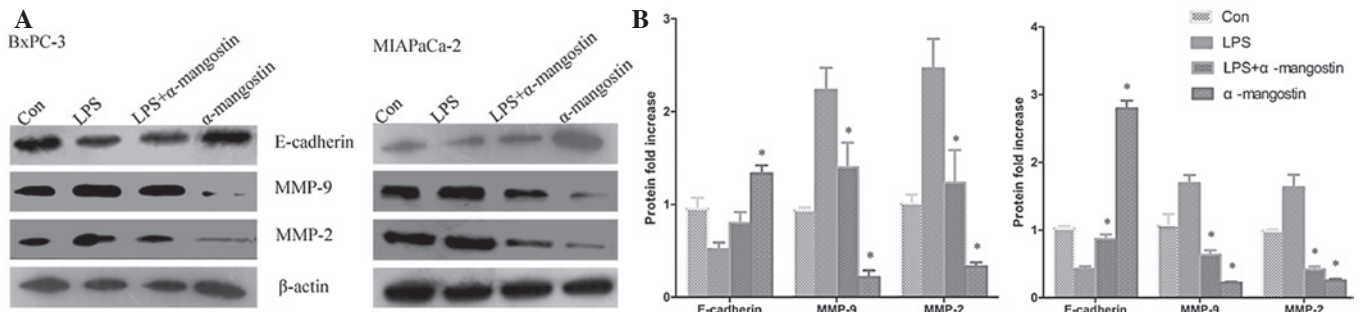 A
BxPC-3
Con
LPS
LPS+α-mangostin
α-mangostin
MIAPaCa-2
Con
LPS
LPS+α-mangostin
α-mangostin
E-cadherin
MMP-9
MMP-2
β-actin
B
Protein fold increase
3
2
1
0
*
*
*
*
*
E-cadherin
MMP-9
MMP-2
Protein fold increase
4
3
2
1
0
*
*
*
*
*
*
E-cadherin
MMP-9
MMP-2
Con
LPS
LPS+α -mangostin
α -mangostin